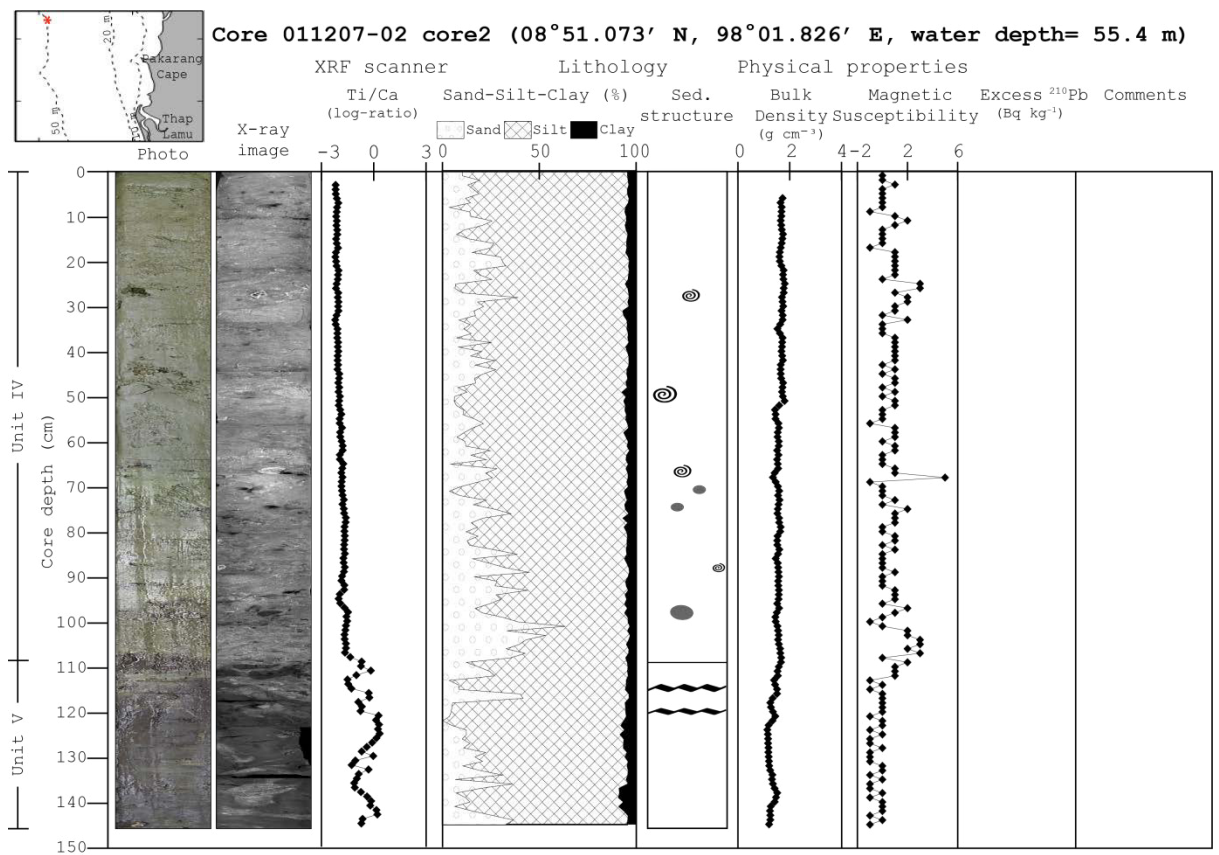 Core 011207-02 core2 (08°51.073′ N, 98°01.826′ E, water depth= 55.4 m)
20 m
Pakarang
Cape
50 m
10 m
Thap
Lamu
XRF scanner Lithology Physical properties
Ti/Ca Sand-Silt-Clay (%) Sed. Bulk Magnetic Excess ²¹⁰Pb Comments
(log-ratio) structure Density Susceptibility (Bq kg⁻¹)
X-ray Sand Silt Clay (g cm⁻³)
Photo image
−3 0 3 0 50 100 0 2 4 −2 2 6
0
10
20
30
40
50
60
70
80
90
100
110
120
130
140
150
Core depth (cm)
Unit IV
Unit V